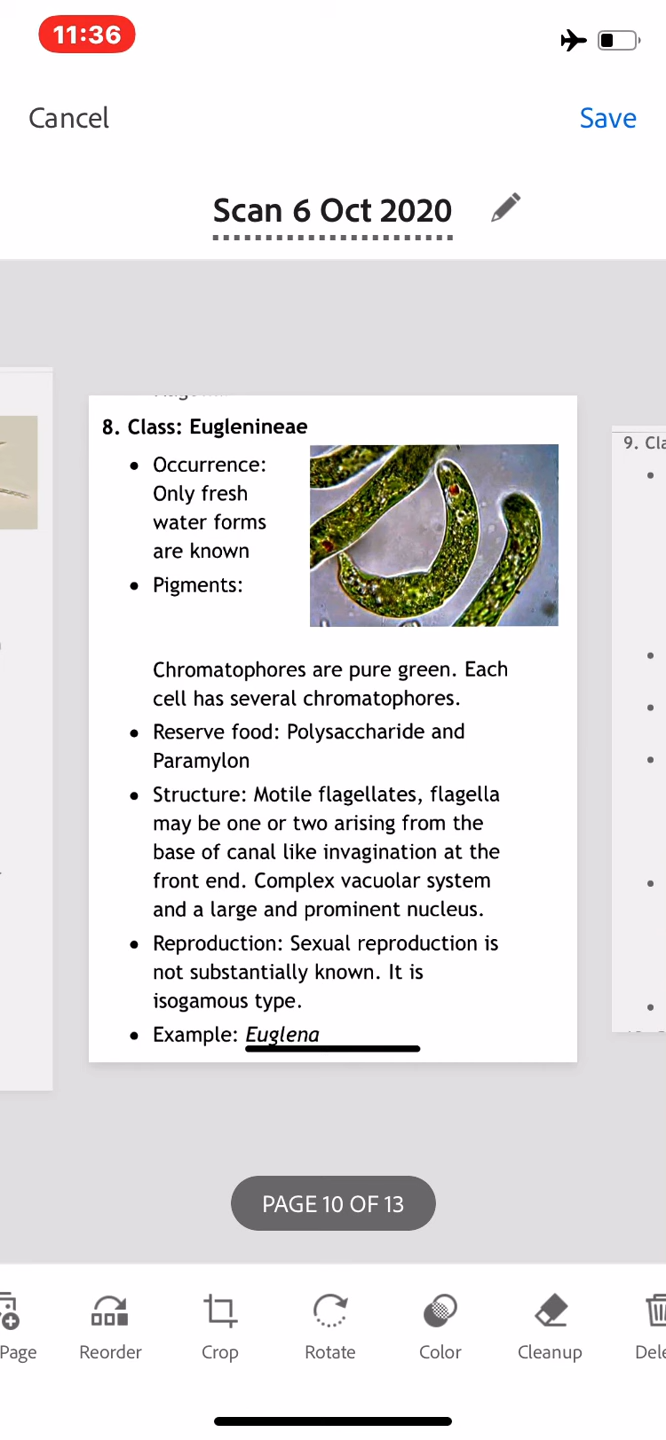 11:36
Cancel
Save
Scan 6 Oct 2020
8. Class: Euglenineae
• Occurrence:
Only fresh
water forms
are known
• Pigments:
Chromatophores are pure green. Each
cell has several chromatophores.
• Reserve food: Polysaccharide and
Paramylon
• Structure: Motile flagellates, flagella
may be one or two arising from the
base of canal like invagination at the
front end. Complex vacuolar system
and a large and prominent nucleus.
• Reproduction: Sexual reproduction is
not substantially known. It is
isogamous type.
• Example: Euglena
9. Cla
PAGE 10 OF 13
Page
Reorder
Crop
Rotate
Color
Cleanup
Dele